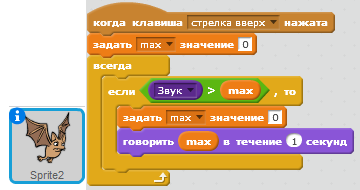 когда клавиша стрелка вверх нажата
задать max значение 0
всегда
если Звук > max , то
задать max значение 0
говорить max в течение 1 секунд
i
Sprite2